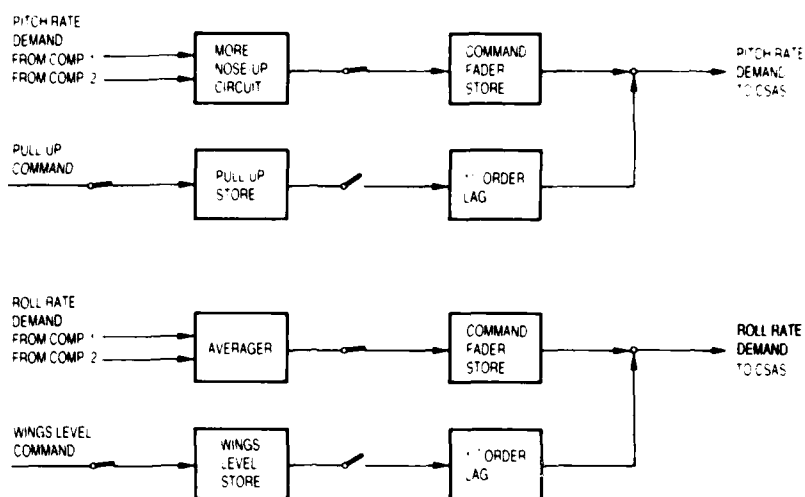 PITCH RATE
DEMAND
FROM COMP 1
FROM COMP 2
MORE
NOSE-UP
CIRCUIT
COMMAND
FADER
STORE
PITCH RATE
DEMAND
TO CSAS
PULL UP
COMMAND
PULL UP
STORE
ORDER
LAG
ROLL RATE
DEMAND
FROM COMP 1
FROM COMP 2
AVERAGER
COMMAND
FADER
STORE
ROLL RATE
DEMAND
TO CSAS
WINGS LEVEL
COMMAND
WINGS
LEVEL
STORE
ORDER
LAG